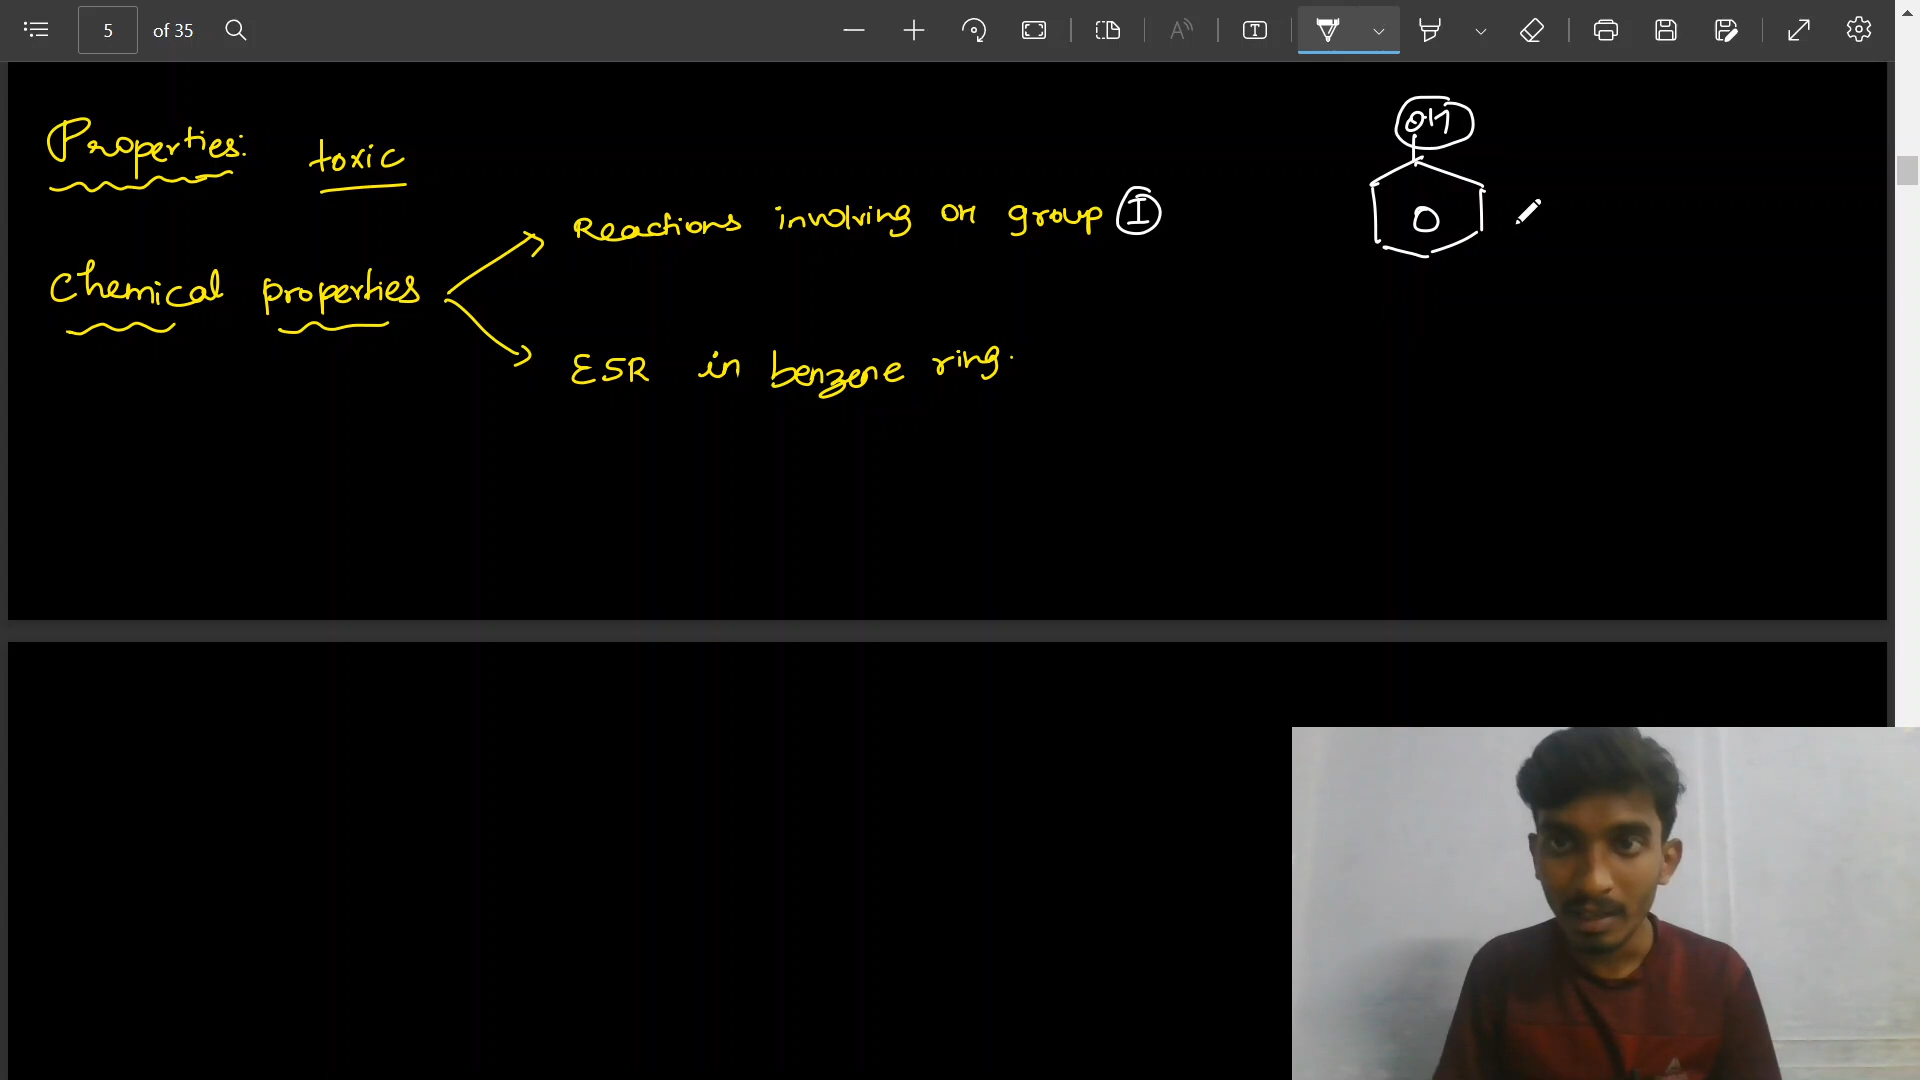 5 of 35
Properties: toxic
OH
Reactions involving OH group I
Chemical properties
ESR in benzene ring.